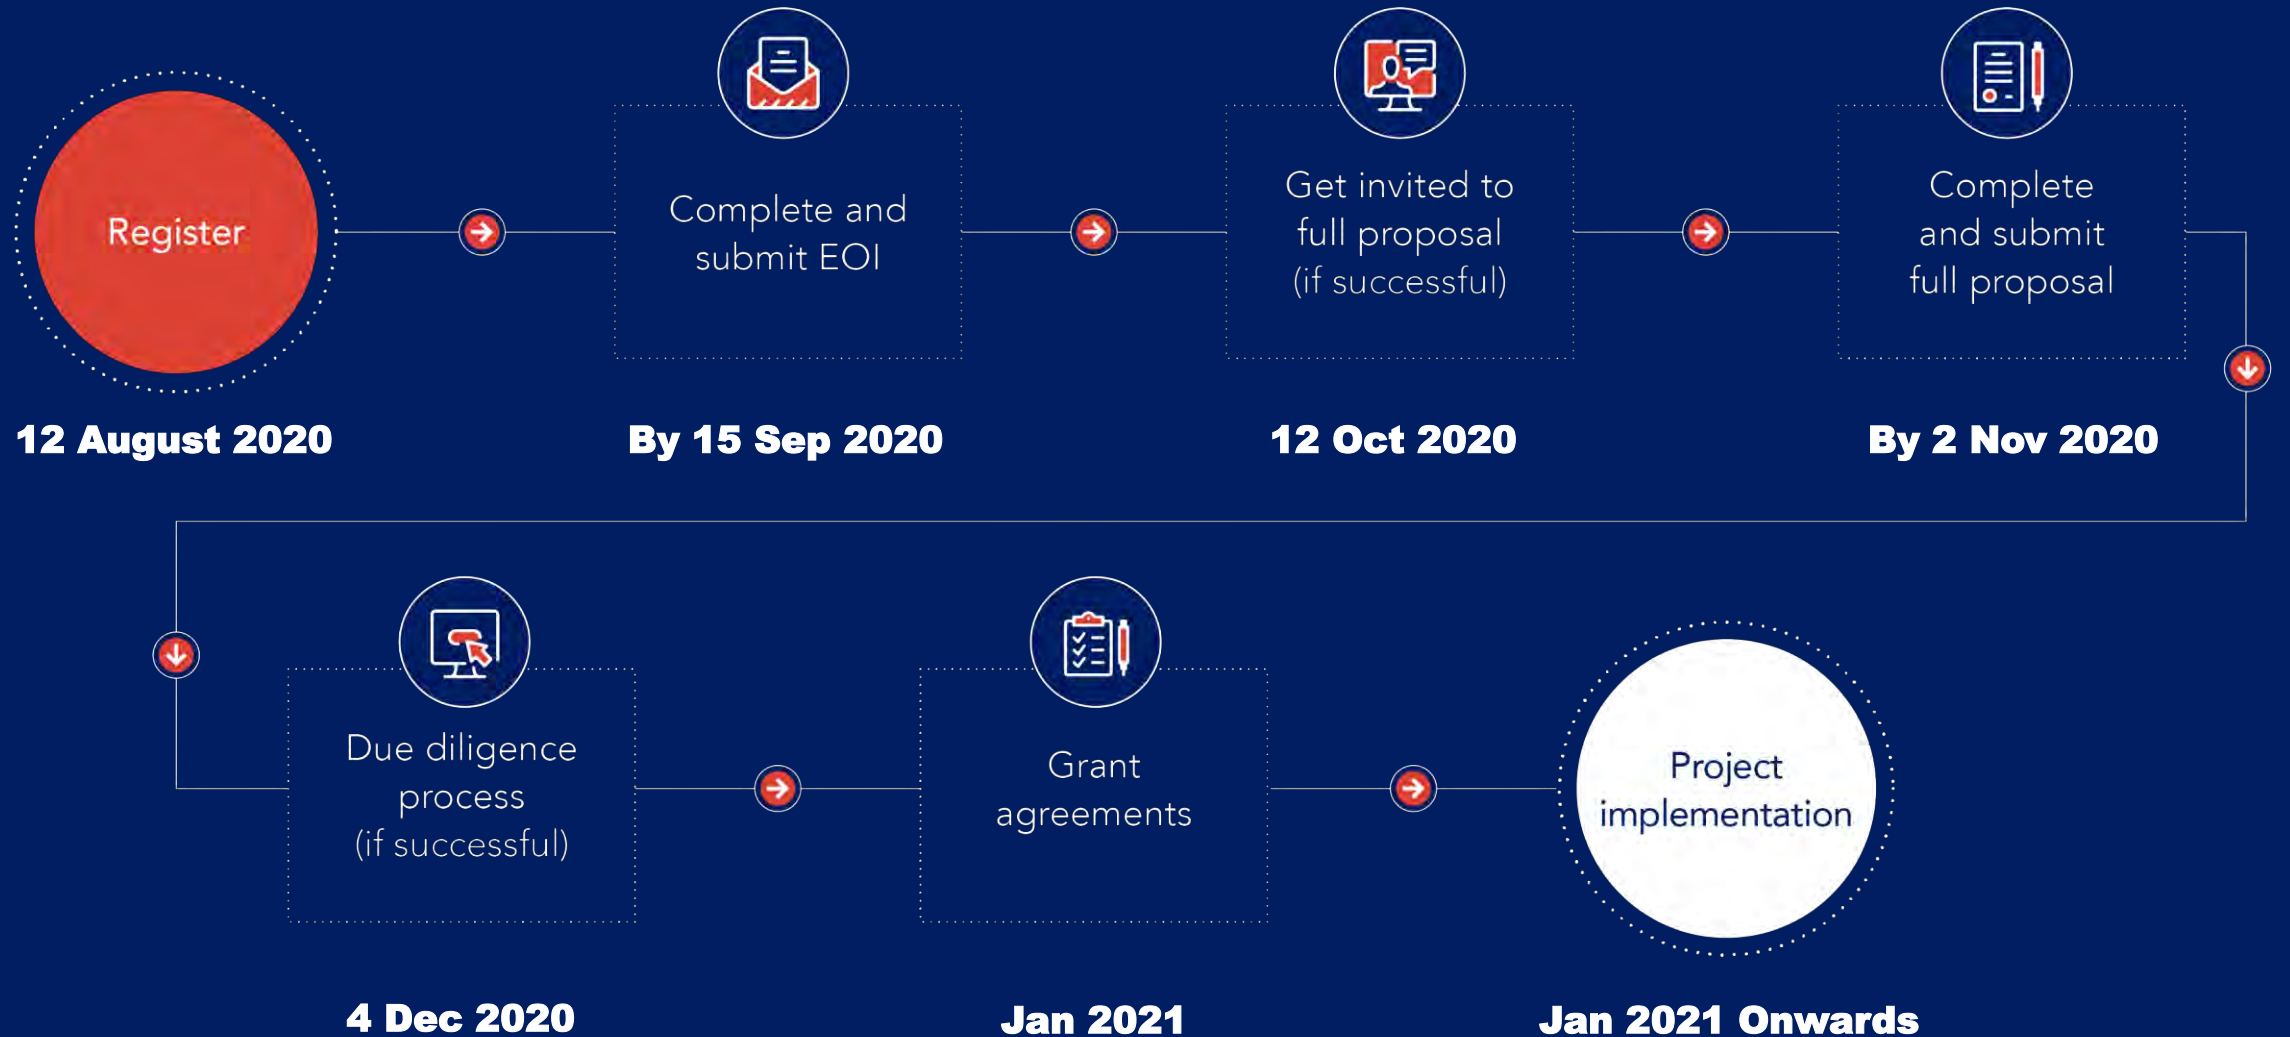 Register
12 August 2020
Complete and
submit EOI
By 15 Sep 2020
Get invited to
full proposal
(if successful)
12 Oct 2020
Complete
and submit
full proposal
By 2 Nov 2020
Due diligence
process
(if successful)
4 Dec 2020
Grant
agreements
Jan 2021
Project
implementation
Jan 2021 Onwards